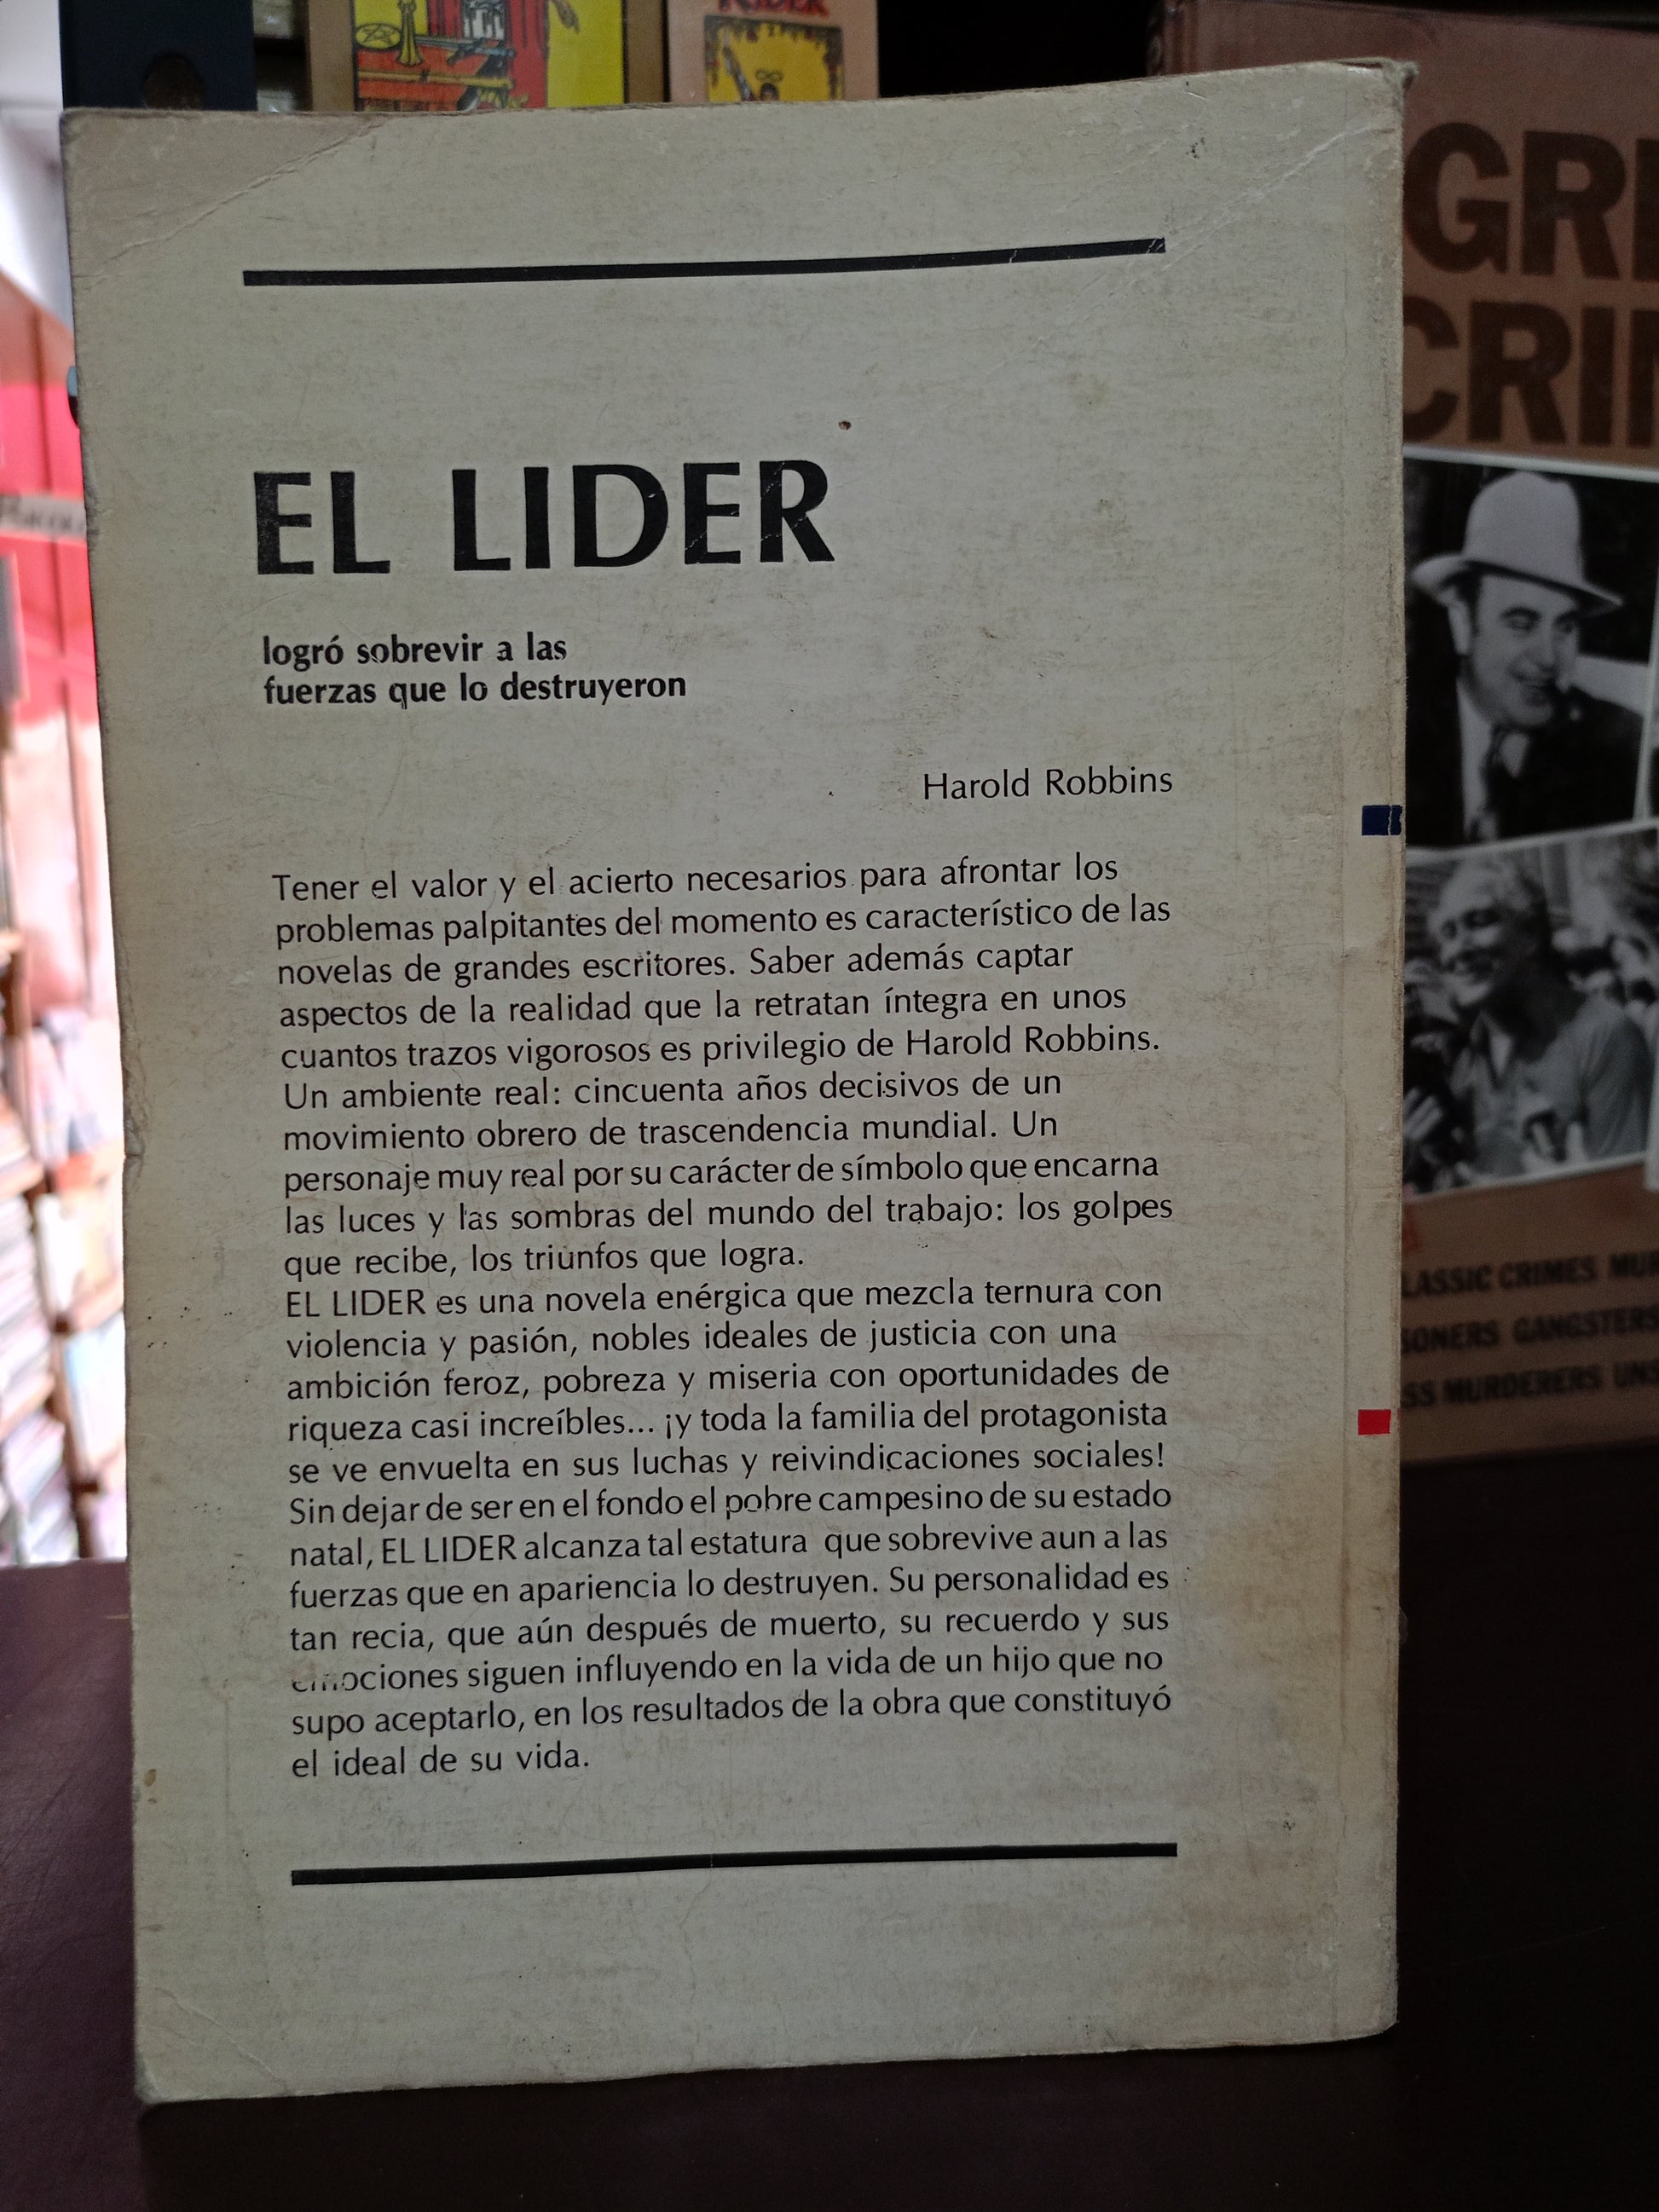 RIDER
GRE
CRIM
EL LIDER
logró sobrevir a las
fuerzas que lo destruyeron
Harold Robbins
Tener el valor y el acierto necesarios para afrontar los
problemas palpitantes del momento es característico de las
novelas de grandes escritores. Saber además captar
aspectos de la realidad que la retratan íntegra en unos
cuantos trazos vigorosos es privilegio de Harold Robbins.
Un ambiente real: cincuenta años decisivos de un
movimiento obrero de trascendencia mundial. Un
personaje muy real por su carácter de símbolo que encarna
las luces y las sombras del mundo del trabajo: los golpes
que recibe, los triunfos que logra.
EL LIDER es una novela enérgica que mezcla ternura con
violencia y pasión, nobles ideales de justicia con una
ambición feroz, pobreza y miseria con oportunidades de
riqueza casi increíbles... ¡y toda la familia del protagonista
se ve envuelta en sus luchas y reivindicaciones sociales!
Sin dejar de ser en el fondo el pobre campesino de su estado
natal, EL LIDER alcanza tal estatura que sobrevive aun a las
fuerzas que en apariencia lo destruyen. Su personalidad es
tan recia, que aún después de muerto, su recuerdo y sus
emociones siguen influyendo en la vida de un hijo que no
supo aceptarlo, en los resultados de la obra que constituyó
el ideal de su vida.
LASSIC CRIMES MUR
SONERS GANGSTERS
SS MURDERERS UNS